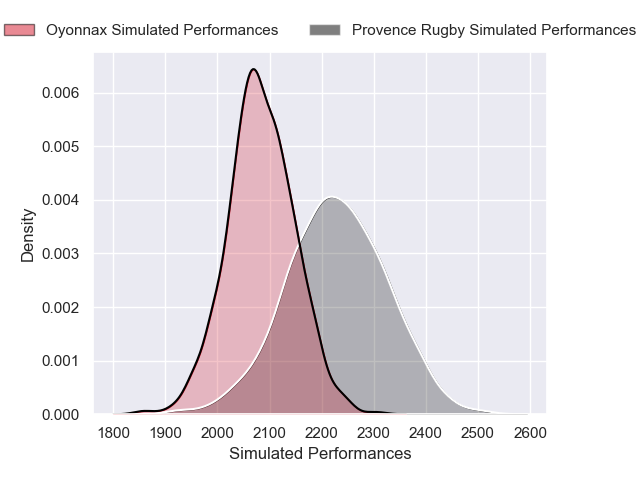 Oyonnax Simulated Performances Provence Rugby Simulated Performances
0.006
0.005
0.004
0.003
0.002
0.001
0.000
Density
1800 1900 2000 2100 2200 2300 2400 2500 2600
Simulated Performances